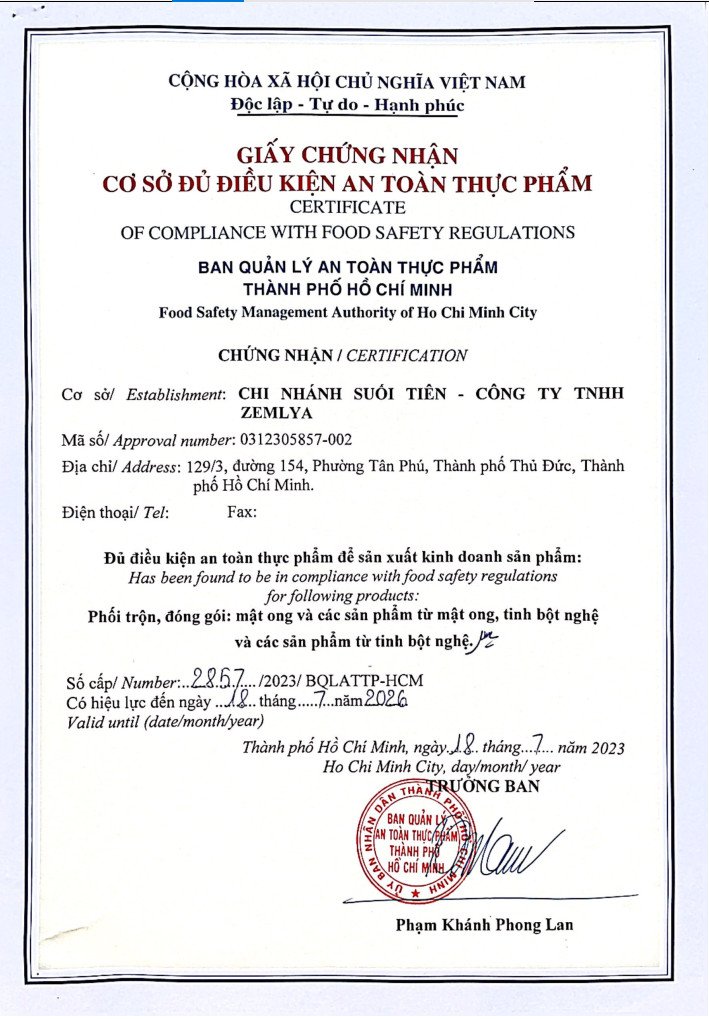 CỘNG HÒA XÃ HỘI CHỦ NGHĨA VIỆT NAM
Độc lập - Tự do - Hạnh phúc
GIẤY CHỨNG NHẬN
CƠ SỞ ĐỦ ĐIỀU KIỆN AN TOÀN THỰC PHẨM
CERTIFICATE
OF COMPLIANCE WITH FOOD SAFETY REGULATIONS
BAN QUẢN LÝ AN TOÀN THỰC PHẨM
THÀNH PHỐ HỒ CHÍ MINH
Food Safety Management Authority of Ho Chi Minh City
CHỨNG NHẬN / CERTIFICATION
Cơ sở/ Establishment: CHI NHÁNH SUỐI TIÊN - CÔNG TY TNHH
ZEMLYA
Mã số/ Approval number: 0312305857-002
Địa chỉ/ Address: 129/3, đường 154, Phường Tân Phú, Thành phố Thủ Đức, Thành
phố Hồ Chí Minh.
Điện thoại/ Tel: Fax:
Đủ điều kiện an toàn thực phẩm để sản xuất kinh doanh sản phẩm:
Has been found to be in compliance with food safety regulations
for following products:
Phối trộn, đóng gói: mật ong và các sản phẩm từ mật ong, tinh bột nghệ
và các sản phẩm từ tinh bột nghệ.
Số cấp/ Number:...2857.... /2023/ BQLATTP-HCM
Có hiệu lực đến ngày ...18... tháng.....7....năm 2026
Valid until (date/month/year)
Thành phố Hồ Chí Minh, ngày.18. tháng...7... năm 2023
Ho Chi Minh City, day/month/ year
TRƯỞNG BAN
ỦY BAN NHÂN DÂN THÀNH PHỐ HỒ CHÍ MINH
BAN QUẢN LÝ
AN TOÀN THỰC PHẨM
THÀNH PHỐ
HỒ CHÍ MINH
Phạm Khánh Phong Lan